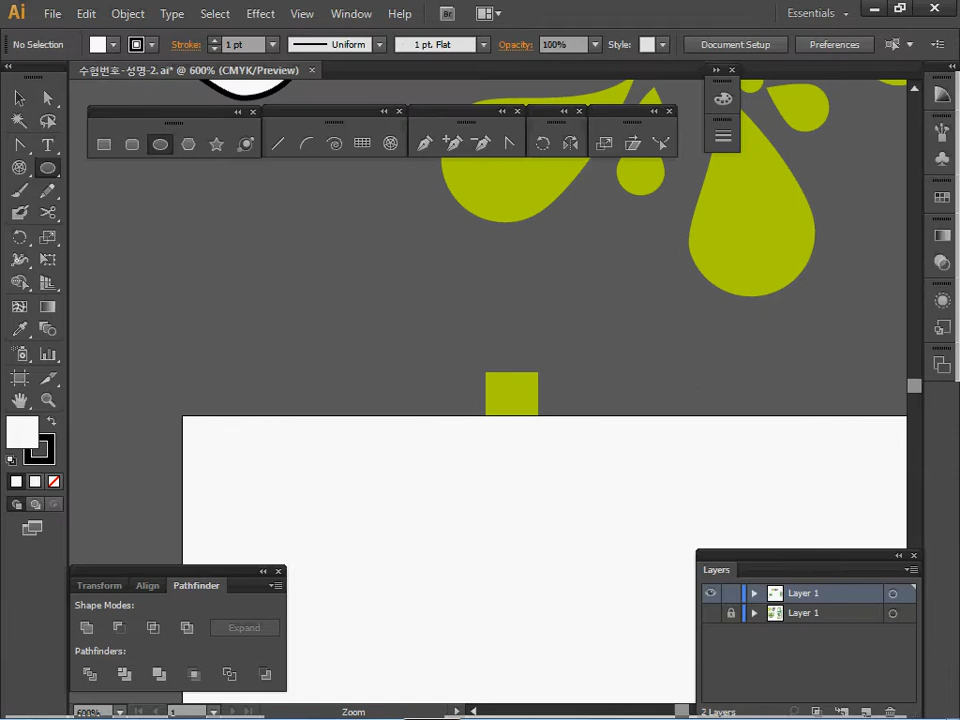 Ai File Edit Object Type Select Effect View Window Help Br Essentials
No Selection Stroke: 1 pt Uniform 1 pt. Flat Opacity: 100% Style: Document Setup Preferences
수험번호-성명-2.ai* @ 600% (CMYK/Preview)
Transform Align Pathfinder
Shape Modes:
Expand
Pathfinders:
Layers
Layer 1
Layer 1
2 Layers
600% 1 Zoom